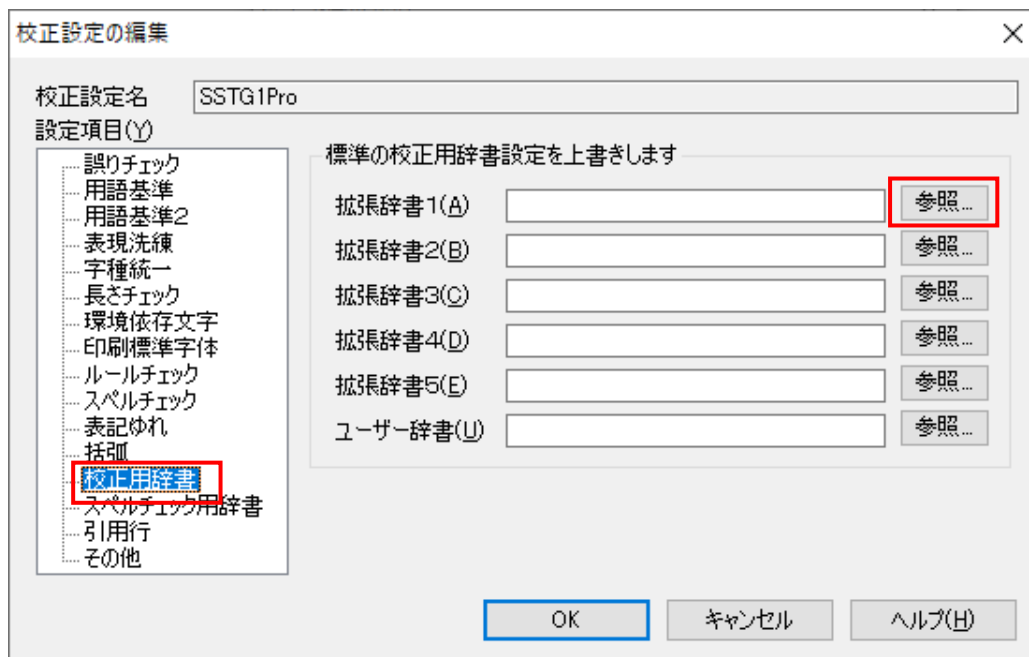 校正設定の編集
校正設定名 SSTG1Pro
設定項目(Y)
誤りチェック
用語基準
用語基準2
表現洗練
字種統一
長さチェック
環境依存文字
印刷標準字体
ルールチェック
スペルチェック
表記ゆれ
括弧
校正用辞書
スペルチェック用辞書
引用行
その他
標準の校正用辞書設定を上書きします
拡張辞書1(A) 参照...
拡張辞書2(B) 参照...
拡張辞書3(C) 参照...
拡張辞書4(D) 参照...
拡張辞書5(E) 参照...
ユーザー辞書(U) 参照...
OK キャンセル ヘルプ(H)